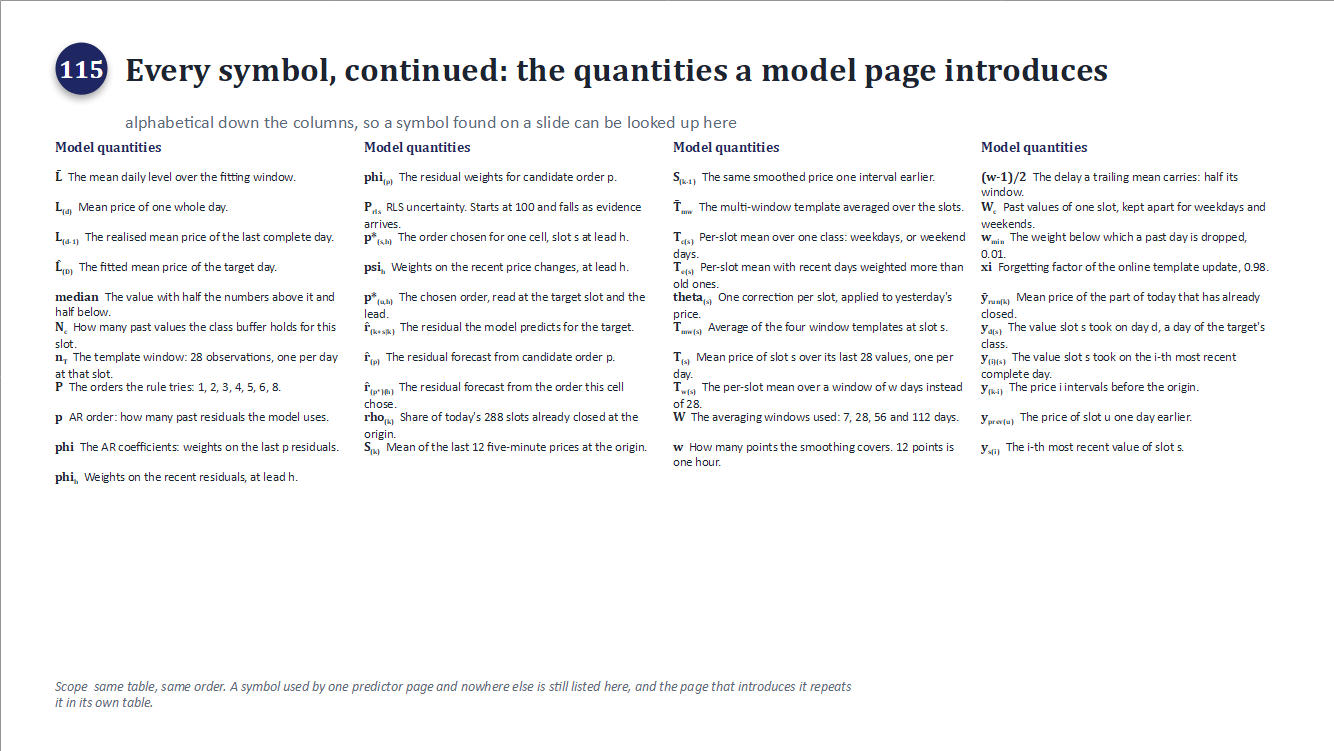 115
Every symbol, continued: the quantities a model page introduces
alphabetical down the columns, so a symbol found on a slide can be looked up here
Model quantities
L̄ The mean daily level over the fitting window.
L(d) Mean price of one whole day.
L(d-1) The realised mean price of the last complete day.
L̂(D) The fitted mean price of the target day.
median The value with half the numbers above it and
half below.
Nc How many past values the class buffer holds for this
slot.
nT The template window: 28 observations, one per day
at that slot.
P The orders the rule tries: 1, 2, 3, 4, 5, 6, 8.
p AR order: how many past residuals the model uses.
phi The AR coefficients: weights on the last p residuals.
phih Weights on the recent residuals, at lead h.
Model quantities
phi(p) The residual weights for candidate order p.
Prls RLS uncertainty. Starts at 100 and falls as evidence
arrives.
p*(s,h) The order chosen for one cell, slot s at lead h.
psih Weights on the recent price changes, at lead h.
p*(u,h) The chosen order, read at the target slot and the
lead.
r̂(k+s|k) The residual the model predicts for the target.
r̂(p) The residual forecast from candidate order p.
r̂(p*)(h) The residual forecast from the order this cell
chose.
rho(k) Share of today's 288 slots already closed at the
origin.
S(k) Mean of the last 12 five-minute prices at the origin.
Model quantities
S(k-1) The same smoothed price one interval earlier.
T̄mw The multi-window template averaged over the slots.
Tc(s) Per-slot mean over one class: weekdays, or weekend
days.
Te(s) Per-slot mean with recent days weighted more than
old ones.
theta(s) One correction per slot, applied to yesterday's
price.
Tmw(s) Average of the four window templates at slot s.
T(s) Mean price of slot s over its last 28 values, one per
day.
Tw(s) The per-slot mean over a window of w days instead
of 28.
W The averaging windows used: 7, 28, 56 and 112 days.
w How many points the smoothing covers. 12 points is
one hour.
Model quantities
(w-1)/2 The delay a trailing mean carries: half its
window.
Wc Past values of one slot, kept apart for weekdays and
weekends.
wmin The weight below which a past day is dropped,
0.01.
xi Forgetting factor of the online template update, 0.98.
ȳrun(k) Mean price of the part of today that has already
closed.
yd(s) The value slot s took on day d, a day of the target's
class.
y(i)(s) The value slot s took on the i-th most recent
complete day.
y(k-i) The price i intervals before the origin.
yprev(u) The price of slot u one day earlier.
ys(i) The i-th most recent value of slot s.
Scope same table, same order. A symbol used by one predictor page and nowhere else is still listed here, and the page that introduces it repeats
it in its own table.